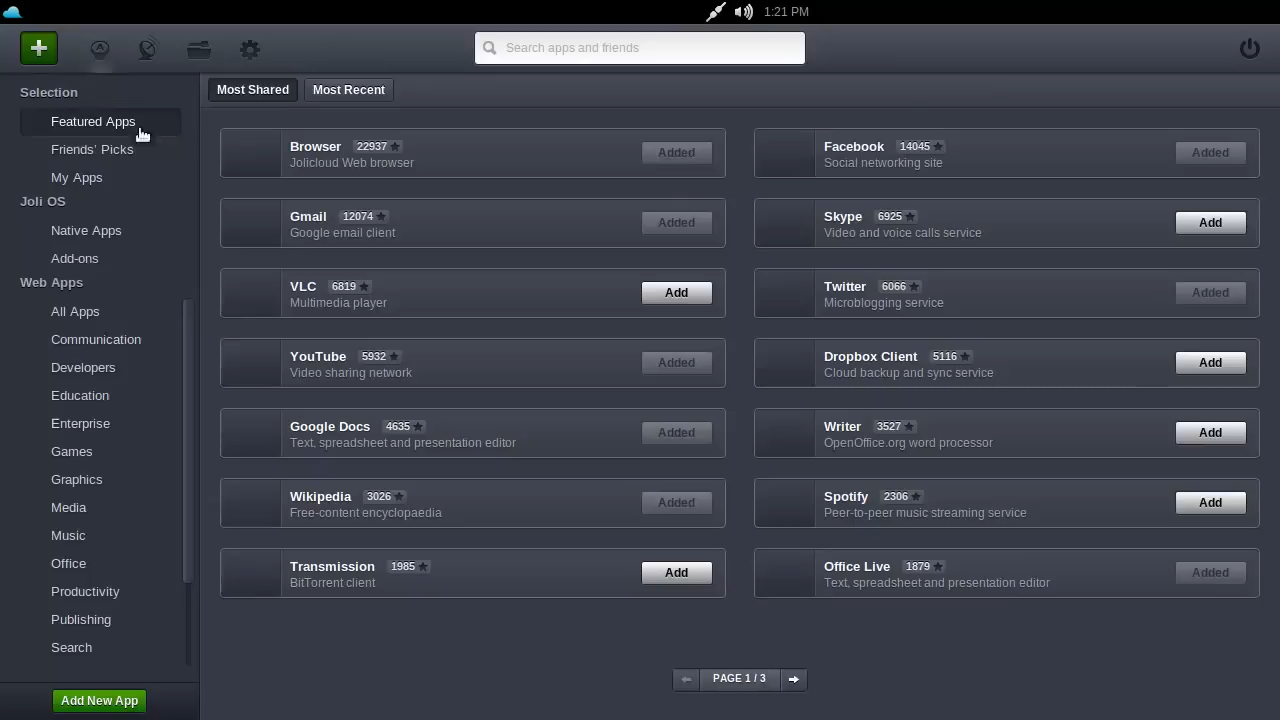 1:21 PM
Search apps and friends
Selection
Featured Apps
Friends' Picks
My Apps
Joli OS
Native Apps
Add-ons
Web Apps
All Apps
Communication
Developers
Education
Enterprise
Games
Graphics
Media
Music
Office
Productivity
Publishing
Search
Add New App
Most Shared
Most Recent
Browser 22937
Jolicloud Web browser
Added
Facebook 14045
Social networking site
Added
Gmail 12074
Google email client
Added
Skype 6925
Video and voice calls service
Add
VLC 6819
Multimedia player
Add
Twitter 6066
Microblogging service
Added
YouTube 5932
Video sharing network
Added
Dropbox Client 5116
Cloud backup and sync service
Add
Google Docs 4635
Text, spreadsheet and presentation editor
Added
Writer 3527
OpenOffice.org word processor
Add
Wikipedia 3026
Free-content encyclopaedia
Added
Spotify 2306
Peer-to-peer music streaming service
Add
Transmission 1985
BitTorrent client
Add
Office Live 1879
Text, spreadsheet and presentation editor
Added
PAGE 1 / 3